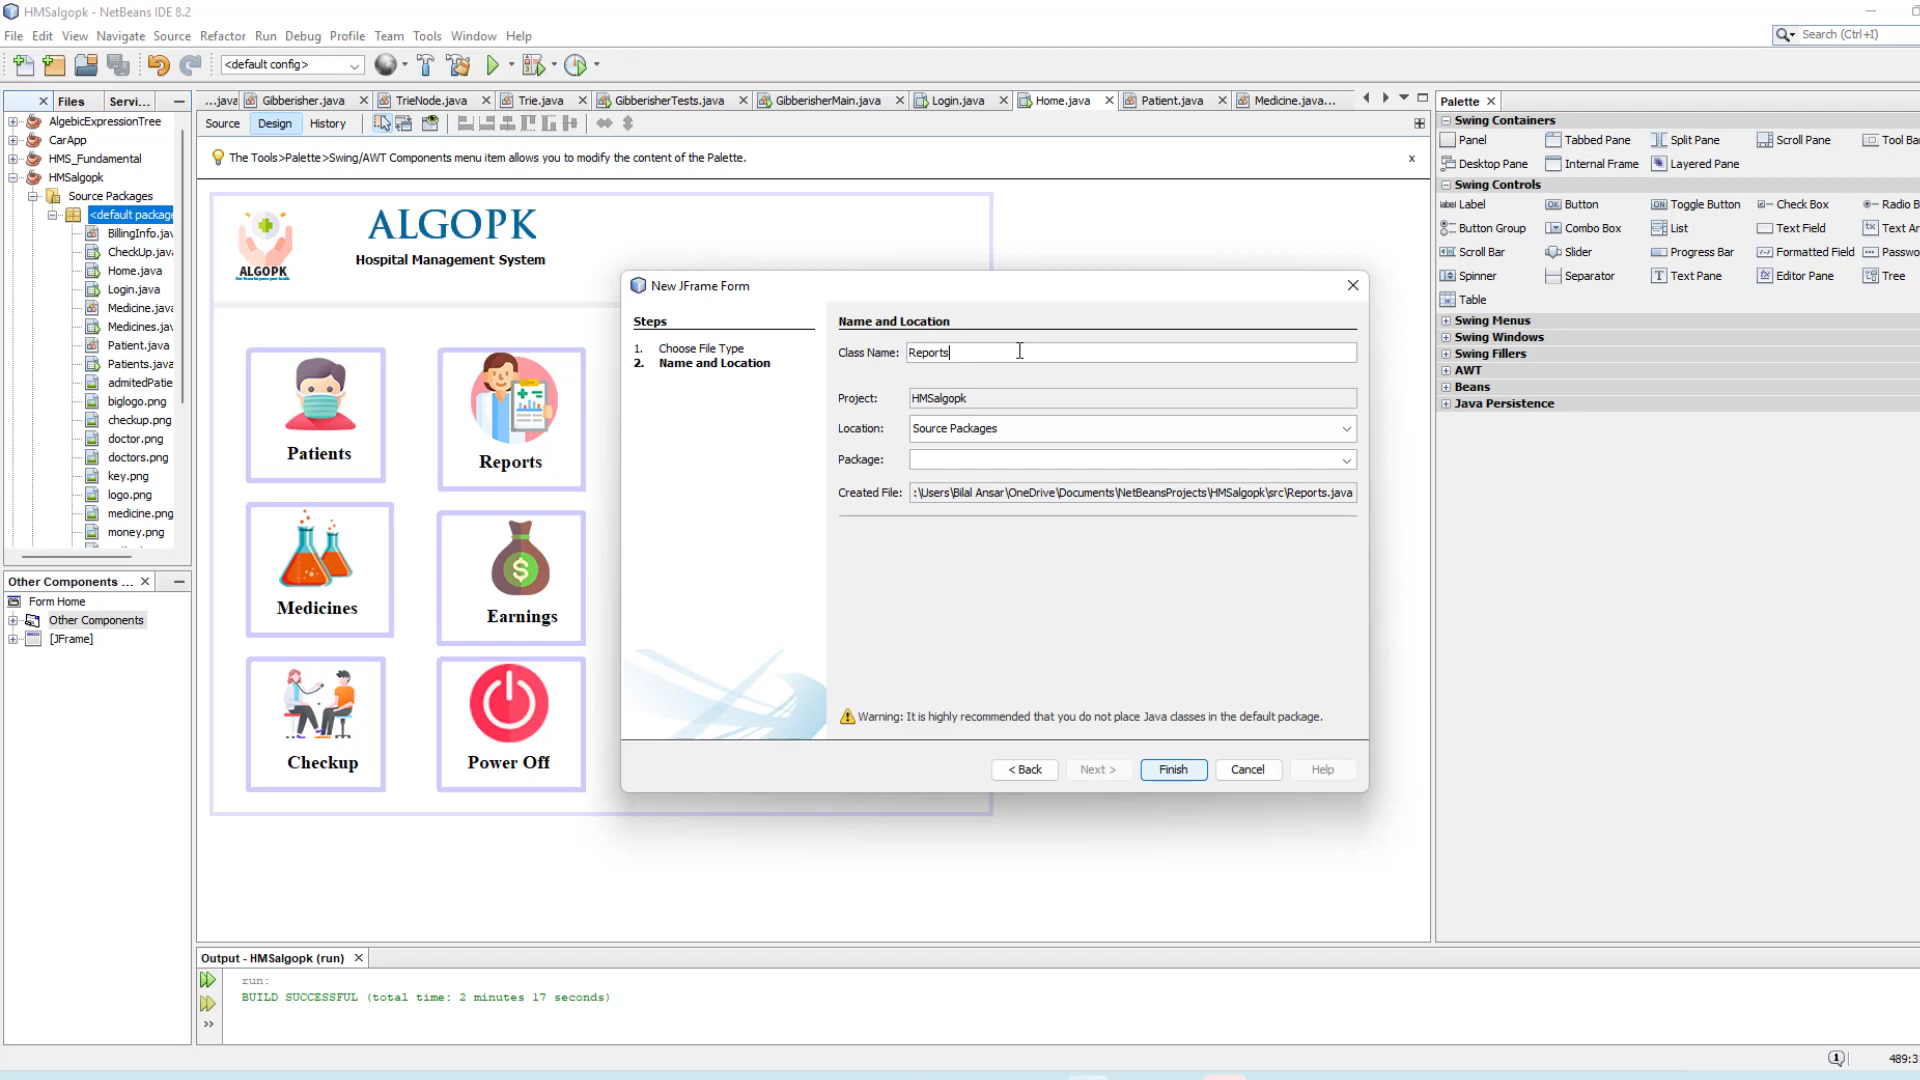 HMSalgopk - NetBeans IDE 8.2
File Edit View Navigate Source Refactor Run Debug Profile Team Tools Window Help
Search (Ctrl+I)
<default config>
Files Servi...
...java Gibberisher.java TrieNode.java Trie.java GibberisherTests.java GibberisherMain.java Login.java Home.java Patient.java Medicine.java...
Source Design History
The Tools>Palette>Swing/AWT Components menu item allows you to modify the content of the Palette.
AlgebicExpressionTree
CarApp
HMS_Fundamental
HMSalgopk
Source Packages
<default package
BillingInfo.jav
CheckUp.java
Home.java
Login.java
Medicine.java
Medicines.jav
Patient.java
Patients.java
admitedPatie
biglogo.png
checkup.png
doctor.png
doctors.png
key.png
logo.png
medicine.png
money.png
Other Components ...
Form Home
Other Components
[JFrame]
ALGOPK
ALGOPK
Hospital Management System
Patients
Reports
Medicines
Earnings
Checkup
Power Off
New JFrame Form
Steps
1. Choose File Type
2. Name and Location
Name and Location
Class Name: Reports
Project: HMSalgopk
Location: Source Packages
Package:
Created File: :\Users\Bilal Ansar\OneDrive\Documents\NetBeansProjects\HMSalgopk\src\Reports.java
Warning: It is highly recommended that you do not place Java classes in the default package.
< Back Next > Finish Cancel Help
Palette
Swing Containers
Panel Tabbed Pane Split Pane Scroll Pane Tool Ba
Desktop Pane Internal Frame Layered Pane
Swing Controls
label Label OK Button ON Toggle Button Check Box Radio B
Button Group Combo Box List Text Field Text Ar
Scroll Bar Slider Progress Bar Formatted Field Passwo
Spinner Separator Text Pane Editor Pane Tree
Table
Swing Menus
Swing Windows
Swing Fillers
AWT
Beans
Java Persistence
Output - HMSalgopk (run)
run:
BUILD SUCCESSFUL (total time: 2 minutes 17 seconds)
489:3